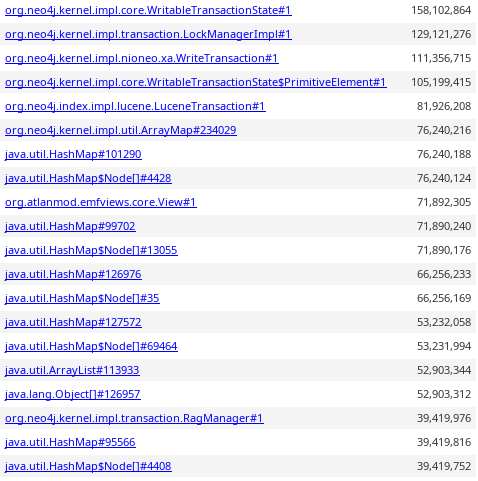 org.neo4j.kernel.impl.core.WritableTransactionState#1 158,102,864
org.neo4j.kernel.impl.transaction.LockManagerImpl#1 129,121,276
org.neo4j.kernel.impl.nioneo.xa.WriteTransaction#1 111,356,715
org.neo4j.kernel.impl.core.WritableTransactionState$PrimitiveElement#1 105,199,415
org.neo4j.index.impl.lucene.LuceneTransaction#1 81,926,208
org.neo4j.kernel.impl.util.ArrayMap#234029 76,240,216
java.util.HashMap#101290 76,240,188
java.util.HashMap$Node[]#4428 76,240,124
org.atlanmod.emfviews.core.View#1 71,892,305
java.util.HashMap#99702 71,890,240
java.util.HashMap$Node[]#13055 71,890,176
java.util.HashMap#126976 66,256,233
java.util.HashMap$Node[]#35 66,256,169
java.util.HashMap#127572 53,232,058
java.util.HashMap$Node[]#69464 53,231,994
java.util.ArrayList#113933 52,903,344
java.lang.Object[]#126957 52,903,312
org.neo4j.kernel.impl.transaction.RagManager#1 39,419,976
java.util.HashMap#95566 39,419,816
java.util.HashMap$Node[]#4408 39,419,752